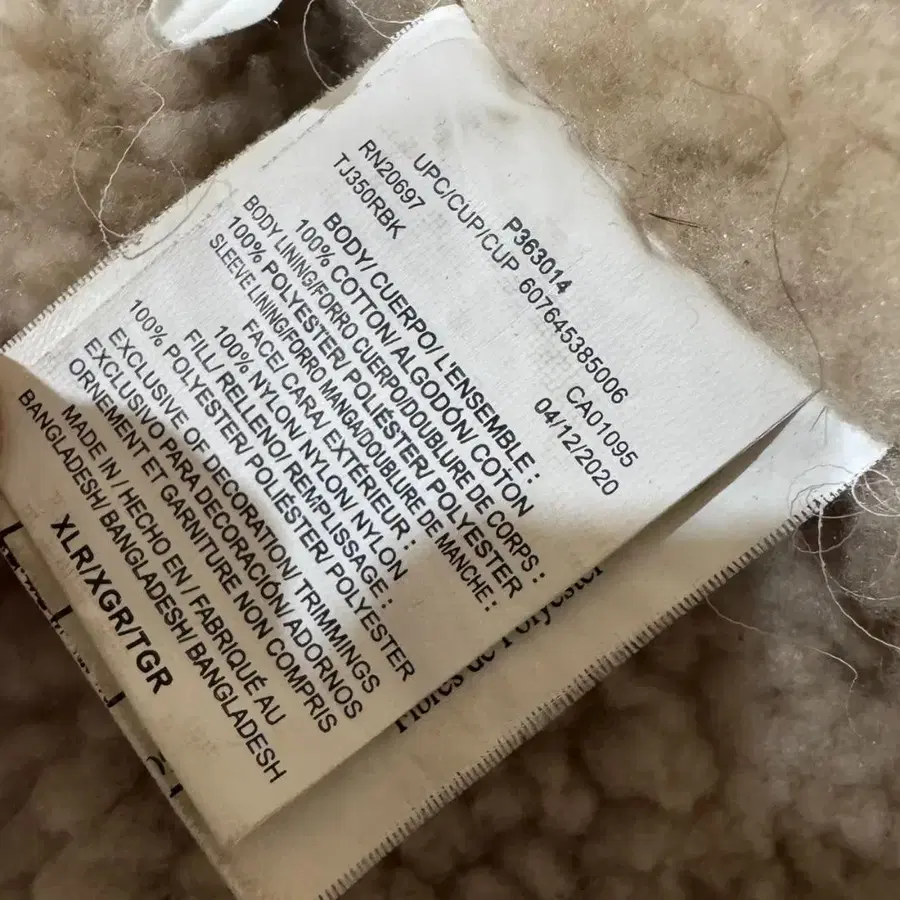 P363014
UPC/CUP/CUP 607645385006
RN20697 CA01095
TJ350RBK 04/12/2020
BODY/ CUERPO/ L'ENSEMBLE :
100% COTTON/ ALGODÓN/ COTON
BODY LINING/FORRO CUERPO/DOUBLURE DE CORPS :
100% POLYESTER/ POLIÉSTER/ POLYESTER
SLEEVE LINING/FORRO MANGA/DOUBLURE DE MANCHE :
FACE/ CARA/ EXTÉRIEUR :
100% NYLON/ NYLON/ NYLON
FILL/ RELLENO/ REMPLISSAGE :
100% POLYESTER/ POLIÉSTER/ POLYESTER
EXCLUSIVE OF DECORATION/ TRIMMINGS
EXCLUSIVO PARA DECORACIÓN/ ADORNOS
ORNEMENT ET GARNITURE NON COMPRIS
MADE IN / HECHO EN / FABRIQUÉ AU
BANGLADESH/ BANGLADESH/ BANGLADESH
XLR/XGR/TGR
Fibres de Polyester